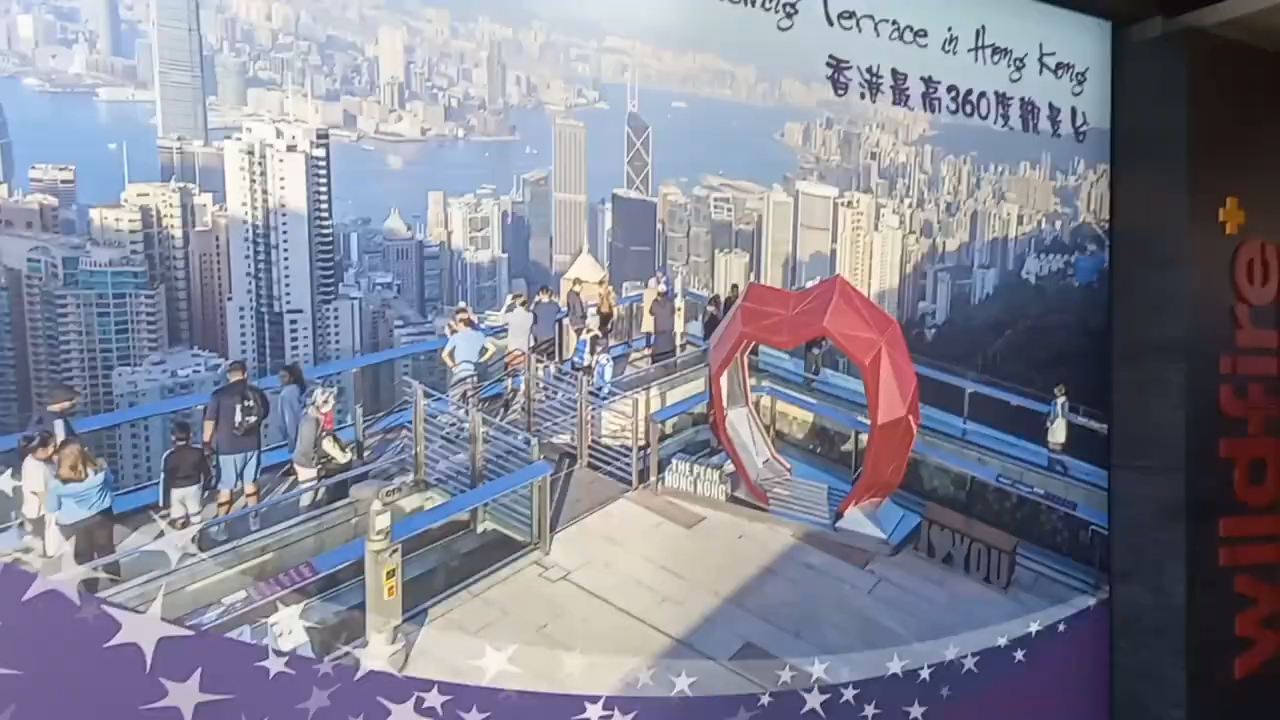 Terrace in Hong Kong
香港最高360度觀景台
THE PEAK
HONG KONG
YOU
wildfire